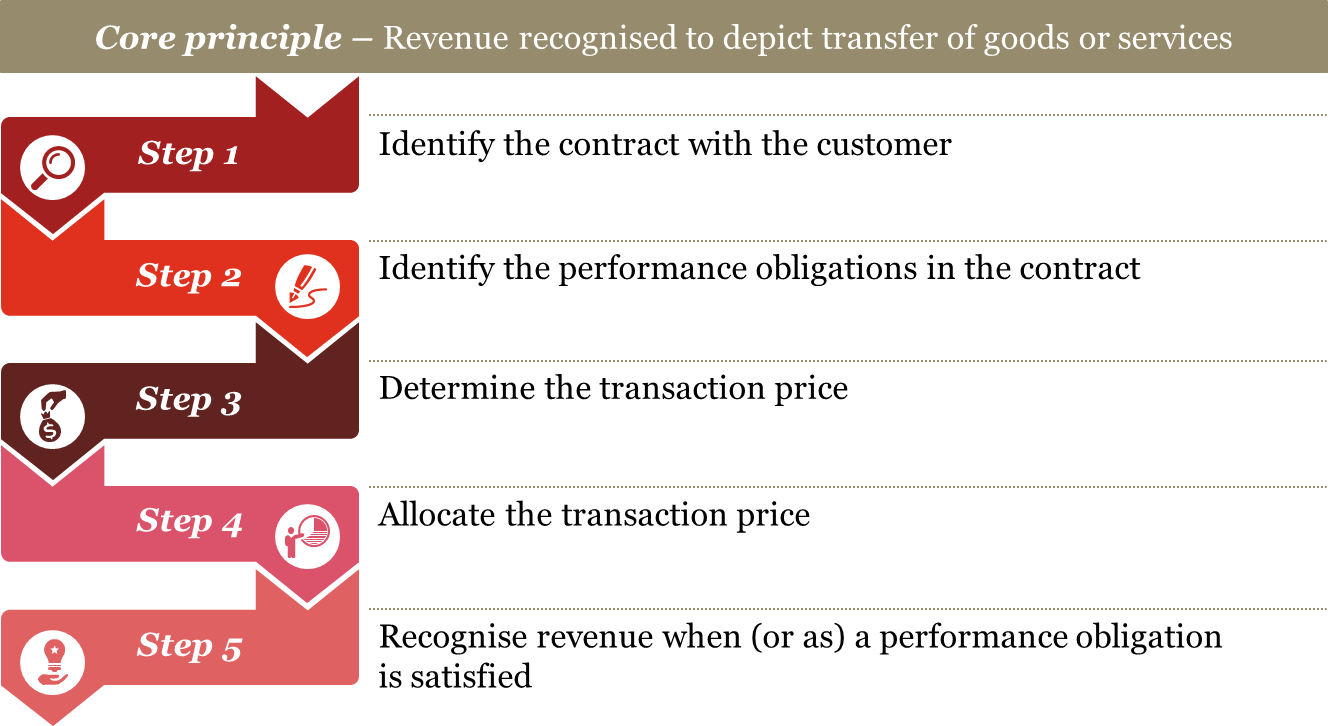 Core principle – Revenue recognised to depict transfer of goods or services
Step 1
Identify the contract with the customer
Step 2
Identify the performance obligations in the contract
Step 3
Determine the transaction price
$
Step 4
Allocate the transaction price
Step 5
Recognise revenue when (or as) a performance obligation
is satisfied